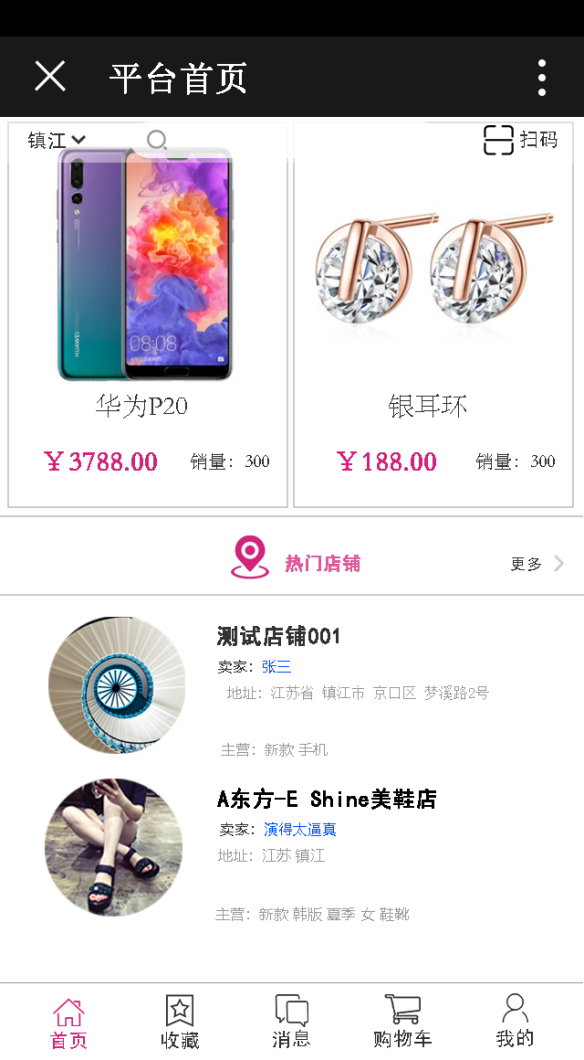 平台首页
镇江
扫码
08:08
HUAWEI
华为P20
¥3788.00 销量：300
银耳环
¥188.00 销量：300
热门店铺
更多
测试店铺001
卖家：张三
地址：江苏省 镇江市 京口区 梦溪路2号
主营：新款 手机
A东方-E Shine美鞋店
卖家：演得太逼真
地址：江苏 镇江
主营：新款 韩版 夏季 女 鞋靴
首页
收藏
消息
购物车
我的